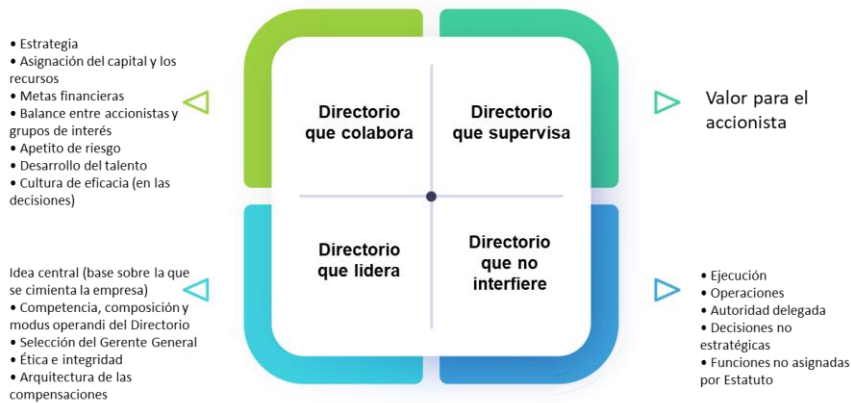 • Estrategia
• Asignación del capital y los
recursos
• Metas financieras
• Balance entre accionistas y
grupos de interés
• Apetito de riesgo
• Desarrollo del talento
• Cultura de eficacia (en las
decisiones)
Directorio
que colabora
Directorio
que supervisa
Valor para el
accionista
Idea central (base sobre la que
se cimienta la empresa)
• Competencia, composición y
modus operandi del Directorio
• Selección del Gerente General
• Ética e integridad
• Arquitectura de las
compensaciones
Directorio
que lidera
Directorio
que no
interfiere
• Ejecución
• Operaciones
• Autoridad delegada
• Decisiones no
estratégicas
• Funciones no asignadas
por Estatuto